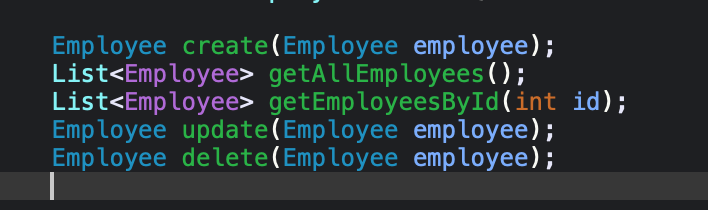 Employee create(Employee employee);
List<Employee> getAllEmployees();
List<Employee> getEmployeesById(int id);
Employee update(Employee employee);
Employee delete(Employee employee);